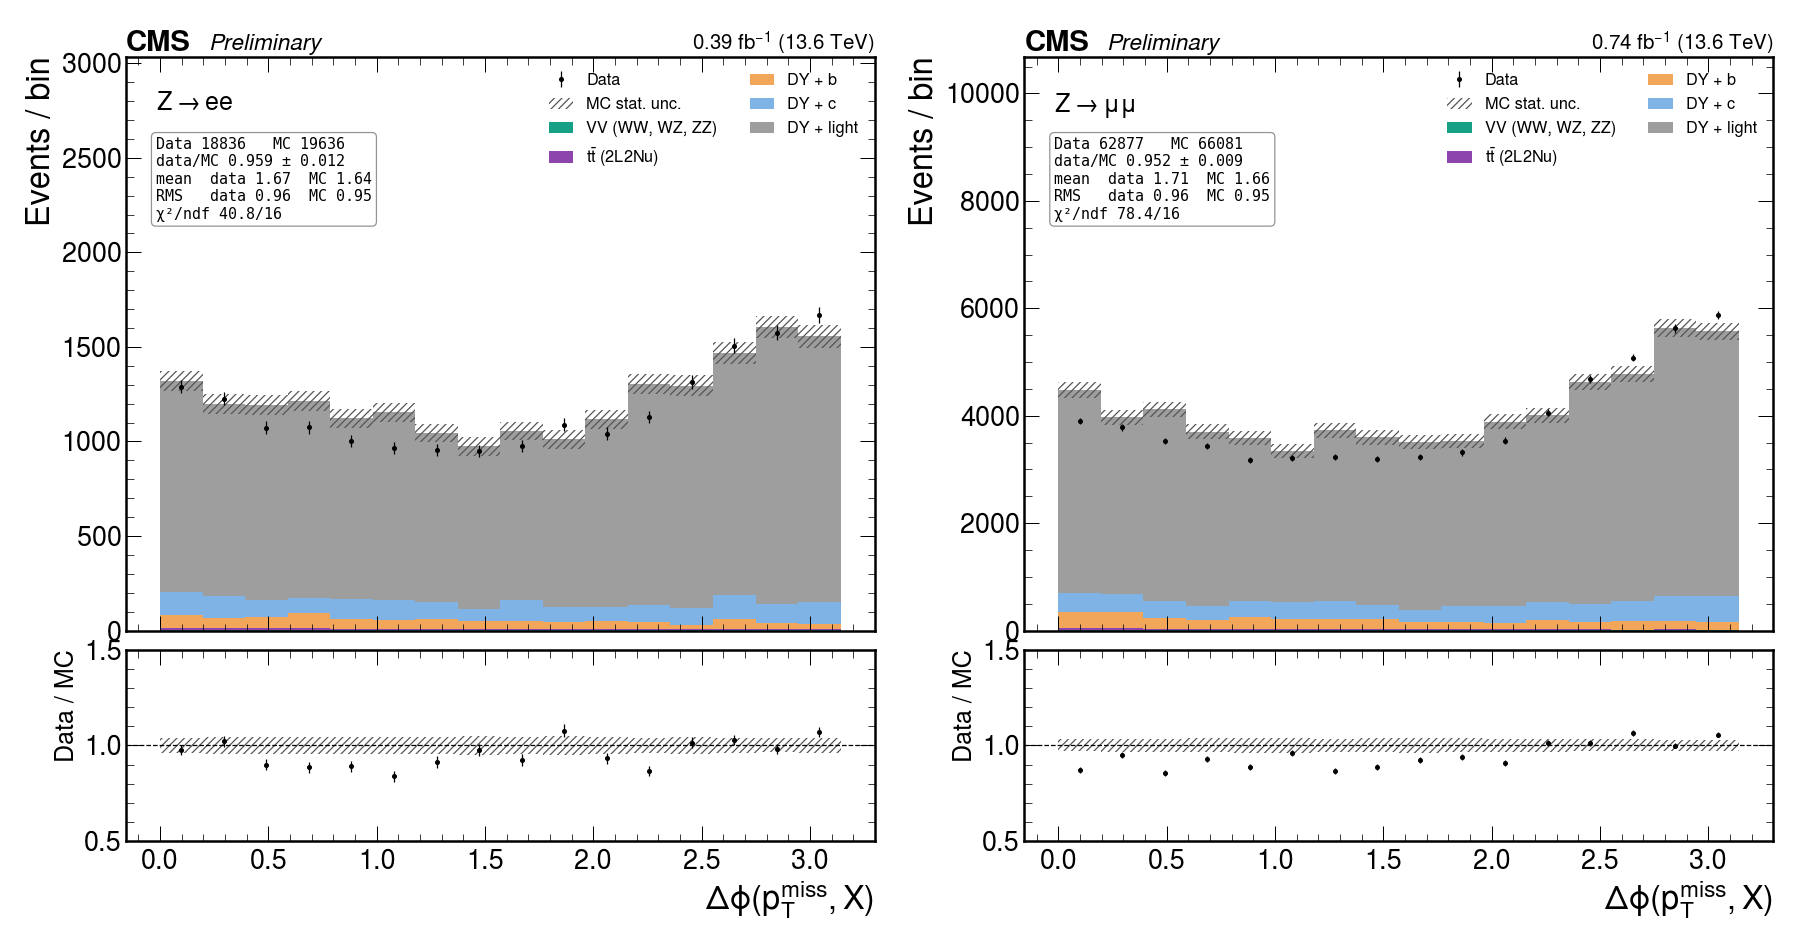 CMS Preliminary 0.39 fb⁻¹ (13.6 TeV)
Z → ee
Data
MC stat. unc.
VV (WW, WZ, ZZ)
tt̄ (2L2Nu)
DY + b
DY + c
DY + light
Data 18836 MC 19636
data/MC 0.959 ± 0.012
mean data 1.67 MC 1.64
RMS data 0.96 MC 0.95
χ²/ndf 40.8/16
Events / bin
3000
2500
2000
1500
1000
500
0
Data / MC
1.5
1.0
0.5
0.0 0.5 1.0 1.5 2.0 2.5 3.0
Δϕ(p_T^miss, X)
CMS Preliminary 0.74 fb⁻¹ (13.6 TeV)
Z → μμ
Data
MC stat. unc.
VV (WW, WZ, ZZ)
tt̄ (2L2Nu)
DY + b
DY + c
DY + light
Data 62877 MC 66081
data/MC 0.952 ± 0.009
mean data 1.71 MC 1.66
RMS data 0.96 MC 0.95
χ²/ndf 78.4/16
Events / bin
10000
8000
6000
4000
2000
0
Data / MC
1.5
1.0
0.5
0.0 0.5 1.0 1.5 2.0 2.5 3.0
Δϕ(p_T^miss, X)